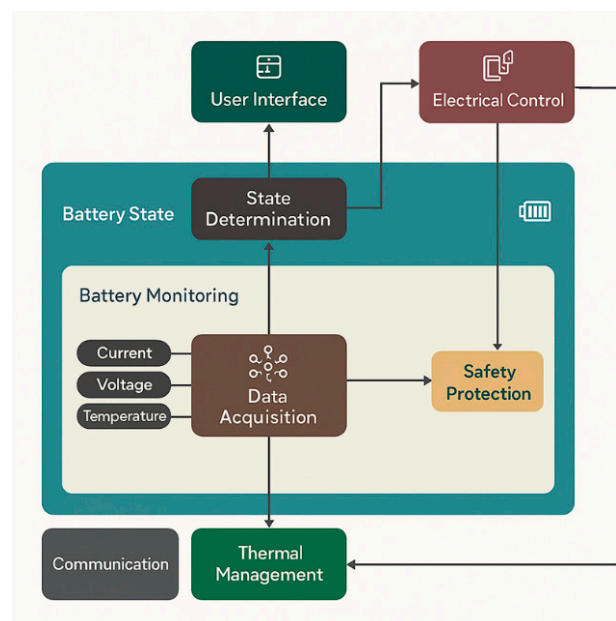 User Interface
Electrical Control
Battery State
State
Determination
Battery Monitoring
Current
Voltage
Temperature
Data
Acquisition
Safety
Protection
Communication
Thermal
Management